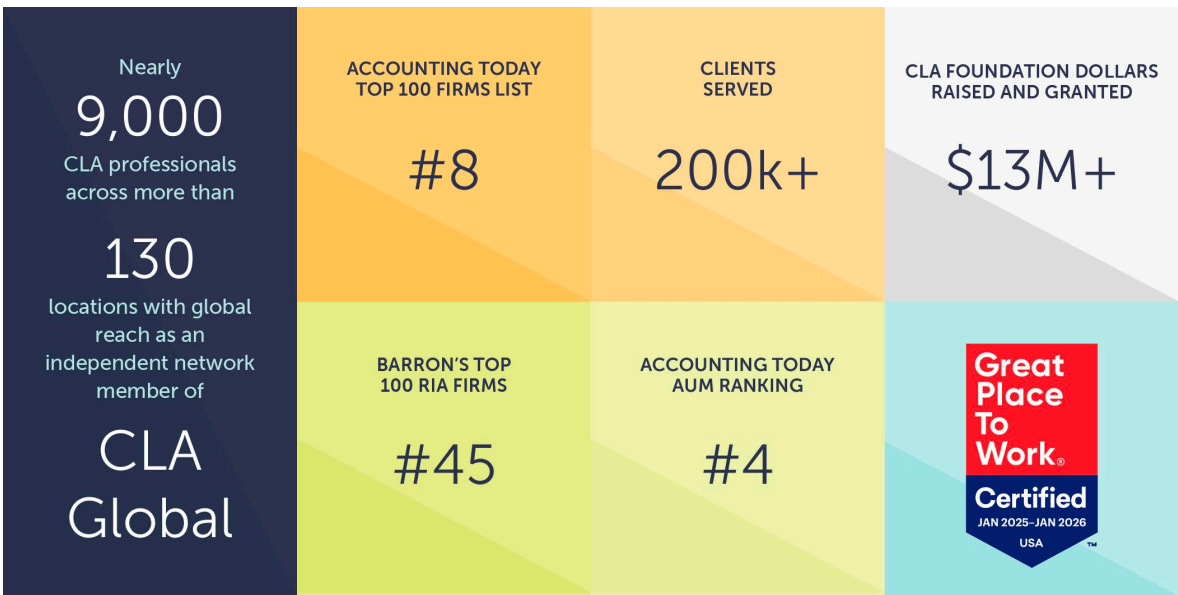 Nearly
9,000
CLA professionals
across more than
130
locations with global
reach as an
independent network
member of
CLA
Global
ACCOUNTING TODAY
TOP 100 FIRMS LIST
#8
CLIENTS
SERVED
200k+
CLA FOUNDATION DOLLARS
RAISED AND GRANTED
$13M+
BARRON'S TOP
100 RIA FIRMS
#45
ACCOUNTING TODAY
AUM RANKING
#4
Great
Place
To
Work®
Certified
JAN 2025–JAN 2026
USA
™